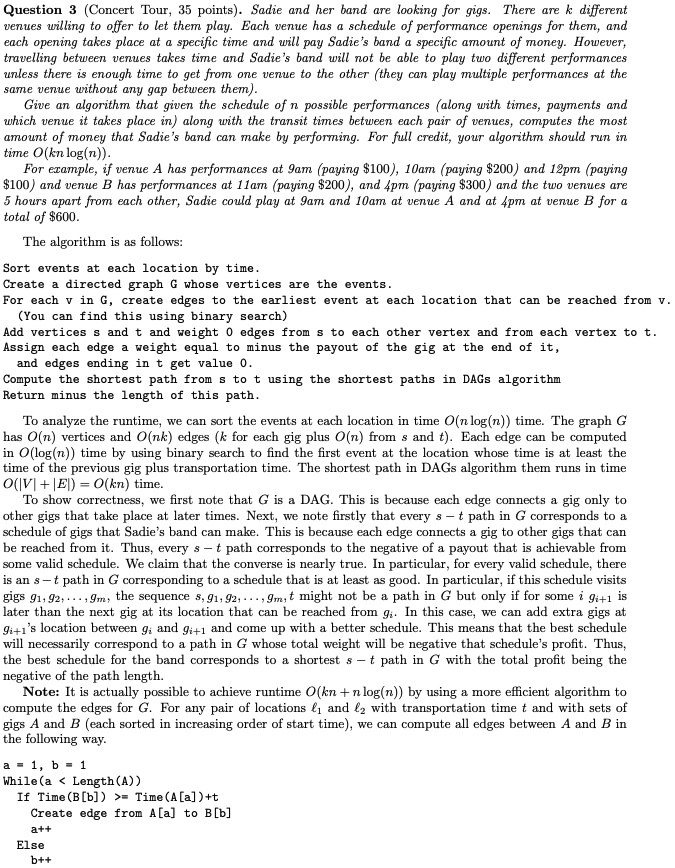 Question 3 (Concert Tour, 35 points). Sadie and her band are looking for gigs. There are k different
venues willing to offer to let them play. Each venue has a schedule of performance openings for them, and
each opening takes place at a specific time and will pay Sadie's band a specific amount of money. However,
travelling between venues takes time and Sadie's band will not be able to play two different performances
unless there is enough time to get from one venue to the other (they can play multiple performances at the
same venue without any gap between them).
Give an algorithm that given the schedule of n possible performances (along with times, payments and
which venue it takes place in) along with the transit times between each pair of venues, computes the most
amount of money that Sadie's band can make by performing. For full credit, your algorithm should run in
time O(kn log(n)).
For example, if venue A has performances at 9am (paying $100), 10am (paying $200) and 12pm (paying
$100) and venue B has performances at 11am (paying $200), and 4pm (paying $300) and the two venues are
5 hours apart from each other, Sadie could play at 9am and 10am at venue A and at 4pm at venue B for a
total of $600.
The algorithm is as follows:
Sort events at each location by time.
Create a directed graph G whose vertices are the events.
For each v in G, create edges to the earliest event at each location that can be reached from v.
(You can find this using binary search)
Add vertices s and t and weight 0 edges from s to each other vertex and from each vertex to t.
Assign each edge a weight equal to minus the payout of the gig at the end of it,
and edges ending in t get value 0.
Compute the shortest path from s to t using the shortest paths in DAGs algorithm
Return minus the length of this path.
To analyze the runtime, we can sort the events at each location in time O(n log(n)) time. The graph G
has O(n) vertices and O(nk) edges (k for each gig plus O(n) from s and t). Each edge can be computed
in O(log(n)) time by using binary search to find the first event at the location whose time is at least the
time of the previous gig plus transportation time. The shortest path in DAGs algorithm them runs in time
O(|V| + |E|) = O(kn) time.
To show correctness, we first note that G is a DAG. This is because each edge connects a gig only to
other gigs that take place at later times. Next, we note firstly that every s − t path in G corresponds to a
schedule of gigs that Sadie's band can make. This is because each edge connects a gig to other gigs that can
be reached from it. Thus, every s − t path corresponds to the negative of a payout that is achievable from
some valid schedule. We claim that the converse is nearly true. In particular, for every valid schedule, there
is an s − t path in G corresponding to a schedule that is at least as good. In particular, if this schedule visits
gigs g₁, g₂, . . . , gₘ, the sequence s, g₁, g₂, . . . , gₘ, t might not be a path in G but only if for some i gᵢ₊₁ is
later than the next gig at its location that can be reached from gᵢ. In this case, we can add extra gigs at
gᵢ₊₁'s location between gᵢ and gᵢ₊₁ and come up with a better schedule. This means that the best schedule
will necessarily correspond to a path in G whose total weight will be negative that schedule's profit. Thus,
the best schedule for the band corresponds to a shortest s − t path in G with the total profit being the
negative of the path length.
Note: It is actually possible to achieve runtime O(kn + n log(n)) by using a more efficient algorithm to
compute the edges for G. For any pair of locations ℓ₁ and ℓ₂ with transportation time t and with sets of
gigs A and B (each sorted in increasing order of start time), we can compute all edges between A and B in
the following way.
a = 1, b = 1
While(a < Length(A))
If Time(B[b]) >= Time(A[a])+t
Create edge from A[a] to B[b]
a++
Else
b++